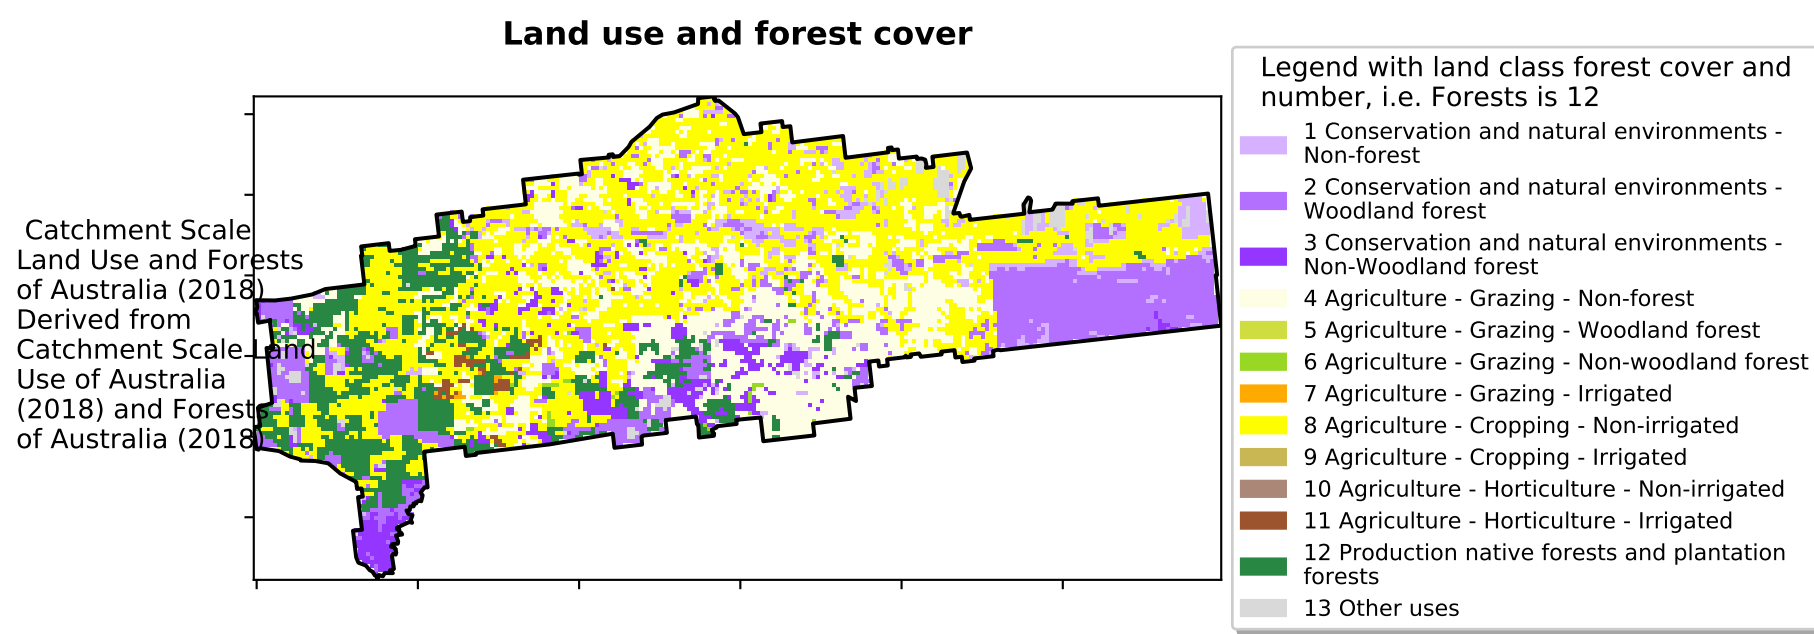 Land use and forest cover
Catchment Scale
Land Use and Forests
of Australia (2018)
Derived from
Catchment Scale Land
Use of Australia
(2018) and Forests
of Australia (2018)
Legend with land class forest cover and
number, i.e. Forests is 12
1 Conservation and natural environments -
Non-forest
2 Conservation and natural environments -
Woodland forest
3 Conservation and natural environments -
Non-Woodland forest
4 Agriculture - Grazing - Non-forest
5 Agriculture - Grazing - Woodland forest
6 Agriculture - Grazing - Non-woodland forest
7 Agriculture - Grazing - Irrigated
8 Agriculture - Cropping - Non-irrigated
9 Agriculture - Cropping - Irrigated
10 Agriculture - Horticulture - Non-irrigated
11 Agriculture - Horticulture - Irrigated
12 Production native forests and plantation
forests
13 Other uses